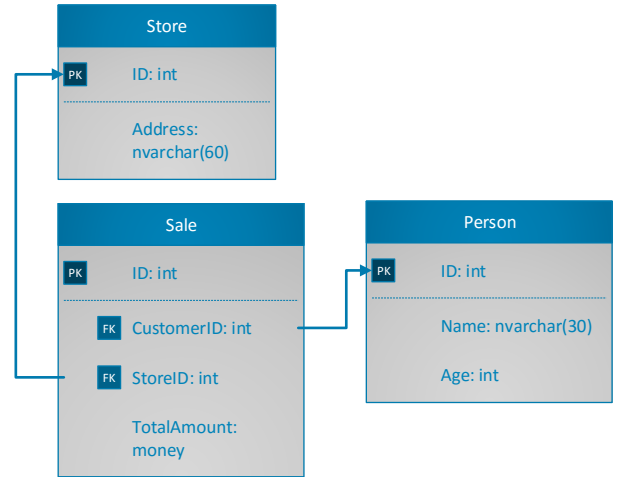 Store
PK
ID: int
Address:
nvarchar(60)
Sale
PK
ID: int
FK
CustomerID: int
FK
StoreID: int
TotalAmount:
money
Person
PK
ID: int
Name: nvarchar(30)
Age: int